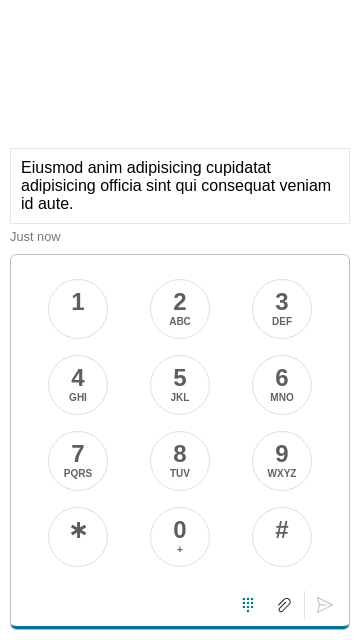 Eiusmod anim adipisicing cupidatat
adipisicing officia sint qui consequat veniam
id aute.
Just now
1 2 3
ABC DEF
4 5 6
GHI JKL MNO
7 8 9
PQRS TUV WXYZ
* 0 #
+